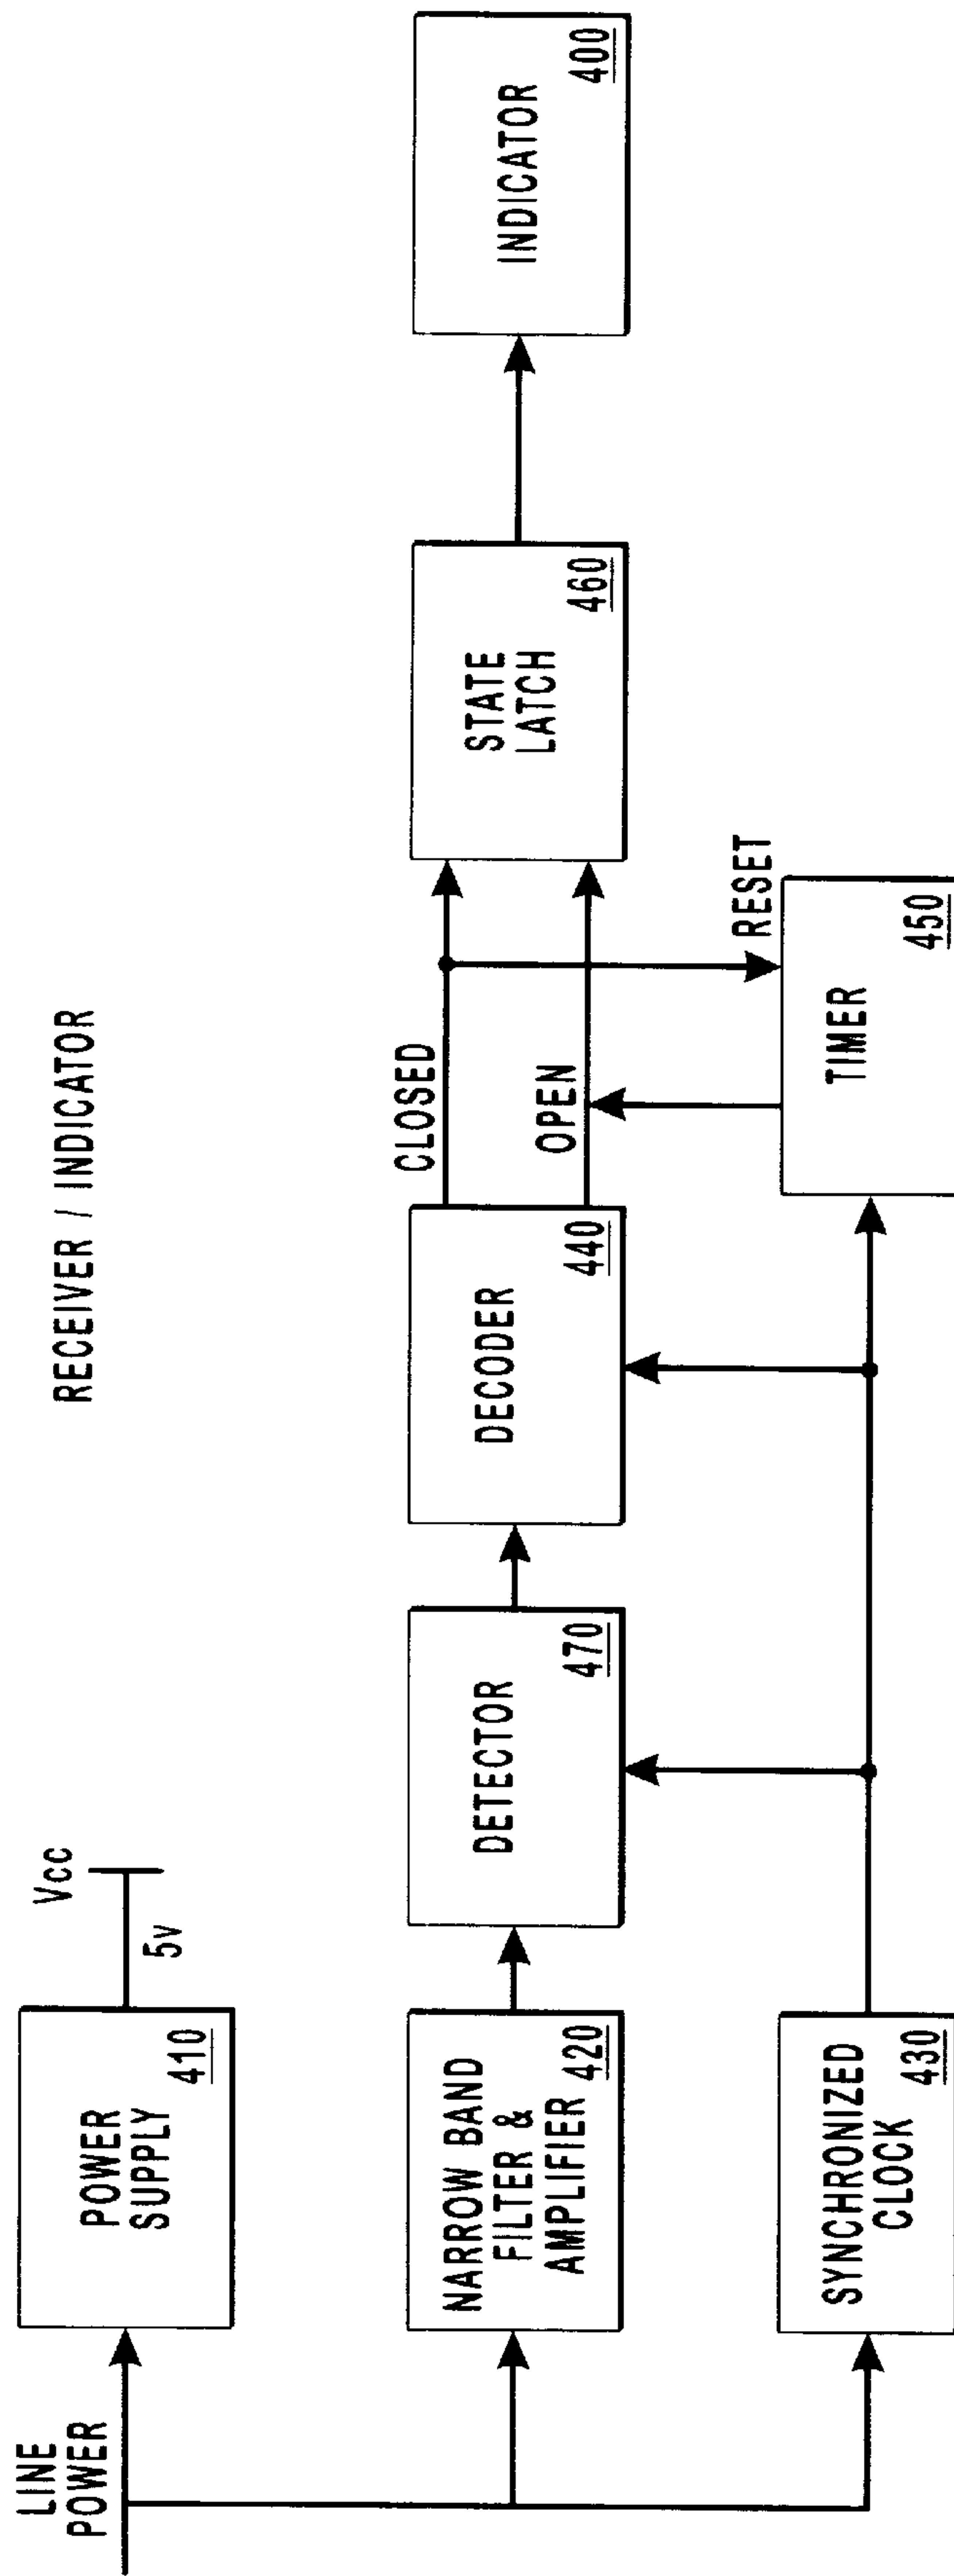 RECEIVER / INDICATOR
LINE
POWER
POWER
SUPPLY
410
Vcc
5v
NARROW BAND
FILTER &
AMPLIFIER
420
DETECTOR
470
DECODER
440
CLOSED
OPEN
STATE
LATCH
460
INDICATOR
400
SYNCHRONIZED
CLOCK
430
RESET
TIMER
450